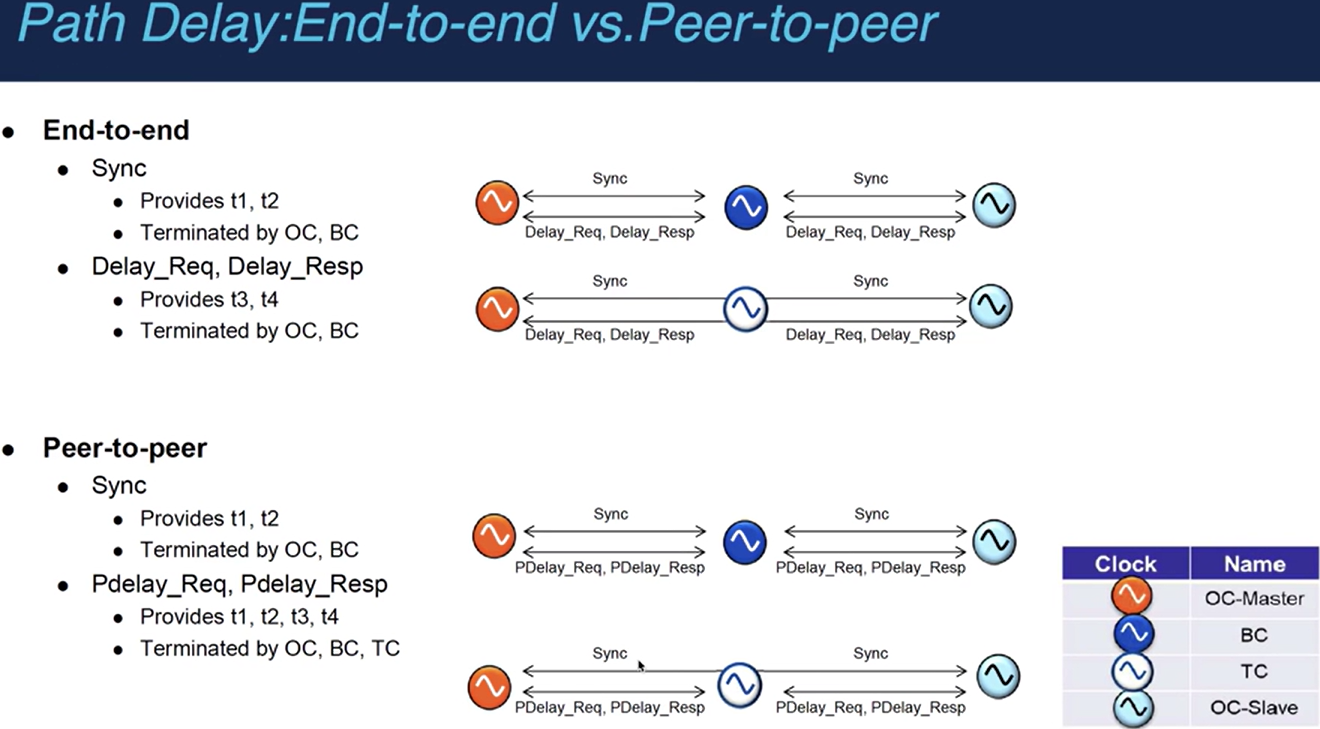 Path Delay:End-to-end vs.Peer-to-peer
● End-to-end
● Sync
● Provides t1, t2
● Terminated by OC, BC
● Delay_Req, Delay_Resp
● Provides t3, t4
● Terminated by OC, BC
Sync Sync
Delay_Req, Delay_Resp Delay_Req, Delay_Resp
Sync Sync
Delay_Req, Delay_Resp Delay_Req, Delay_Resp
● Peer-to-peer
● Sync
● Provides t1, t2
● Terminated by OC, BC
● Pdelay_Req, Pdelay_Resp
● Provides t1, t2, t3, t4
● Terminated by OC, BC, TC
Sync Sync
PDelay_Req, PDelay_Resp PDelay_Req, PDelay_Resp
Sync Sync
PDelay_Req, PDelay_Resp PDelay_Req, PDelay_Resp
Clock Name
OC-Master
BC
TC
OC-Slave